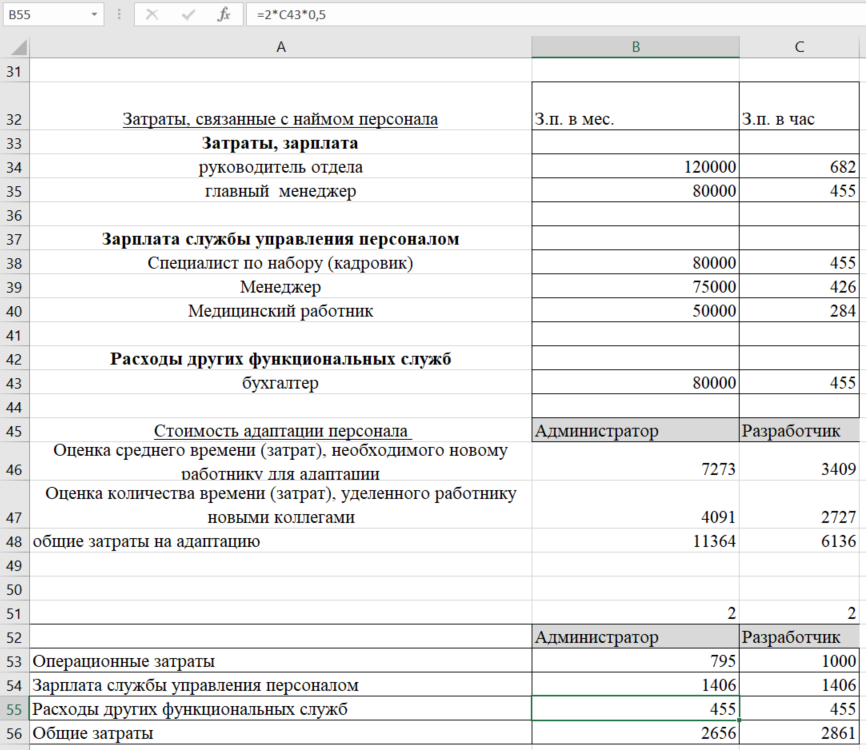 B55 fx =2*C43*0,5
A B C
31
32 Затраты, связанные с наймом персонала З.п. в мес. З.п. в час
33 Затраты, зарплата
34 руководитель отдела 120000 682
35 главный менеджер 80000 455
36
37 Зарплата службы управления персоналом
38 Специалист по набору (кадровик) 80000 455
39 Менеджер 75000 426
40 Медицинский работник 50000 284
41
42 Расходы других функциональных служб
43 бухгалтер 80000 455
44
45 Стоимость адаптации персонала Администратор Разработчик
Оценка среднего времени (затрат), необходимого новому
46 работнику для адаптации 7273 3409
Оценка количества времени (затрат), уделенного работнику
47 новыми коллегами 4091 2727
48 общие затраты на адаптацию 11364 6136
49
50
51 2 2
52 Администратор Разработчик
53 Операционные затраты 795 1000
54 Зарплата службы управления персоналом 1406 1406
55 Расходы других функциональных служб 455 455
56 Общие затраты 2656 2861